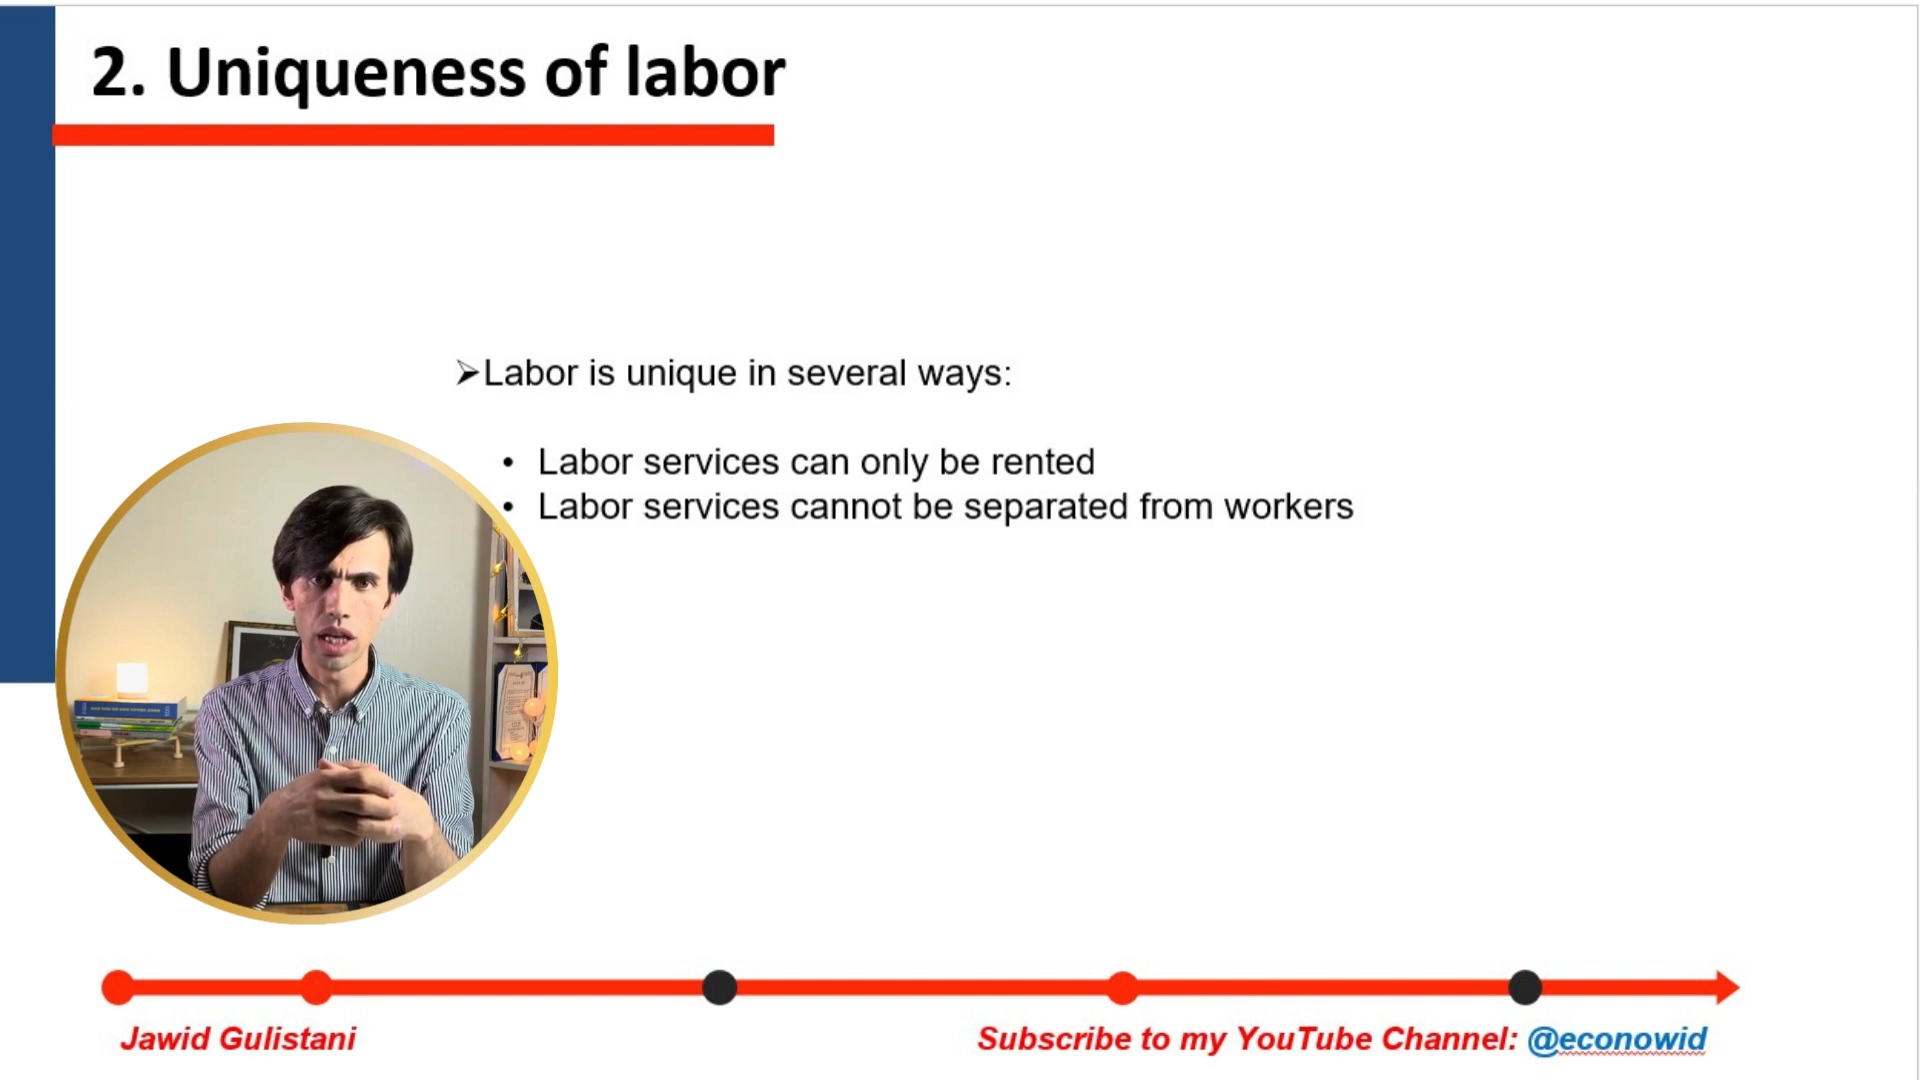 2. Uniqueness of labor
➢Labor is unique in several ways:
• Labor services can only be rented
• Labor services cannot be separated from workers
Jawid Gulistani
Subscribe to my YouTube Channel: @econowid